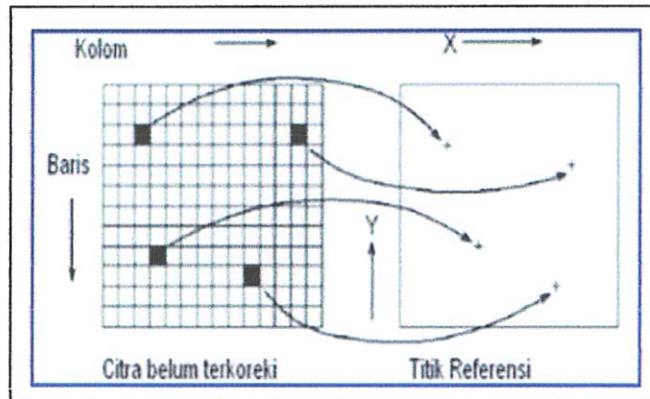 Kolom
X
Baris
Y
Citra belum terkoreki
Titik Referensi